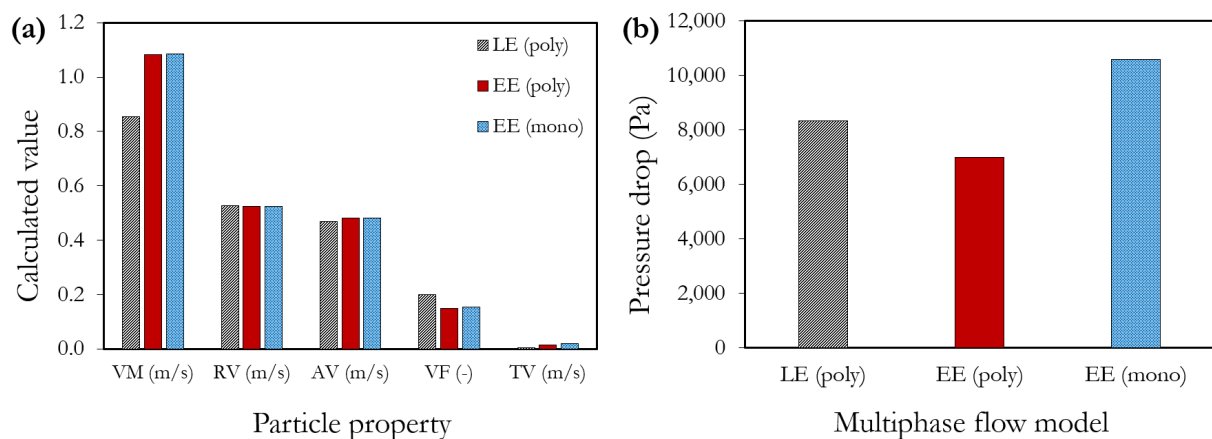 (a)
Calculated value
1.2
1.0
0.8
0.6
0.4
0.2
0.0
LE (poly)
EE (poly)
EE (mono)
VM (m/s) RV (m/s) AV (m/s) VF (-) TV (m/s)
Particle property
(b)
Pressure drop (Pa)
12,000
10,000
8,000
6,000
4,000
2,000
0
LE (poly) EE (poly) EE (mono)
Multiphase flow model